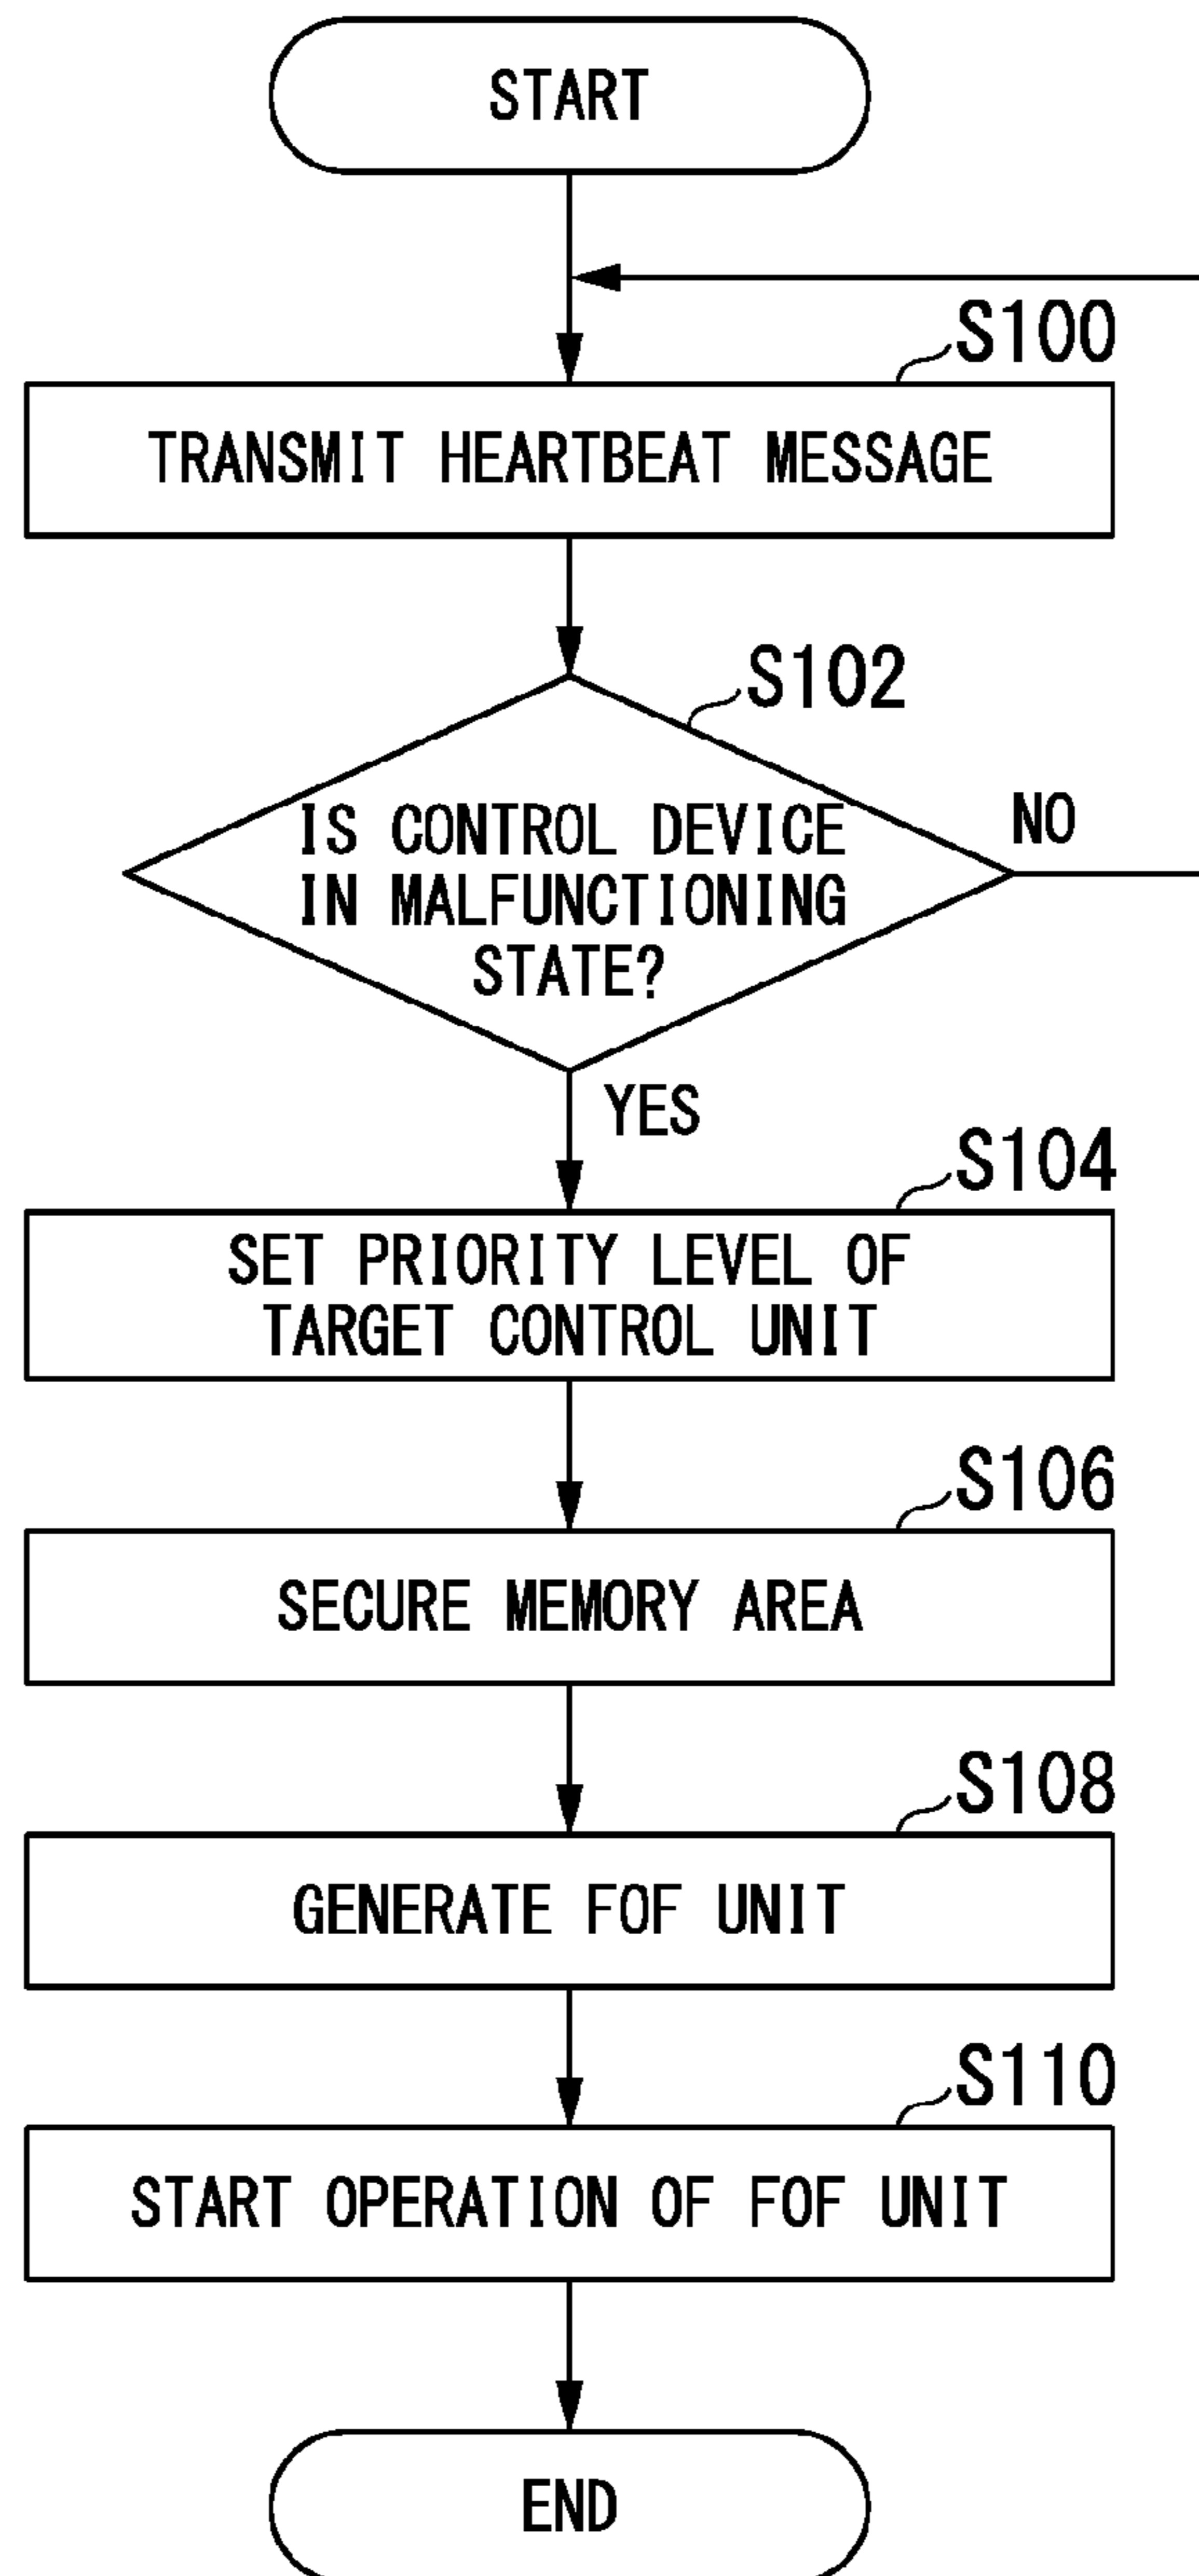 START
S100
TRANSMIT HEARTBEAT MESSAGE
S102
IS CONTROL DEVICE
IN MALFUNCTIONING
STATE?
NO
YES
S104
SET PRIORITY LEVEL OF
TARGET CONTROL UNIT
S106
SECURE MEMORY AREA
S108
GENERATE FOF UNIT
S110
START OPERATION OF FOF UNIT
END